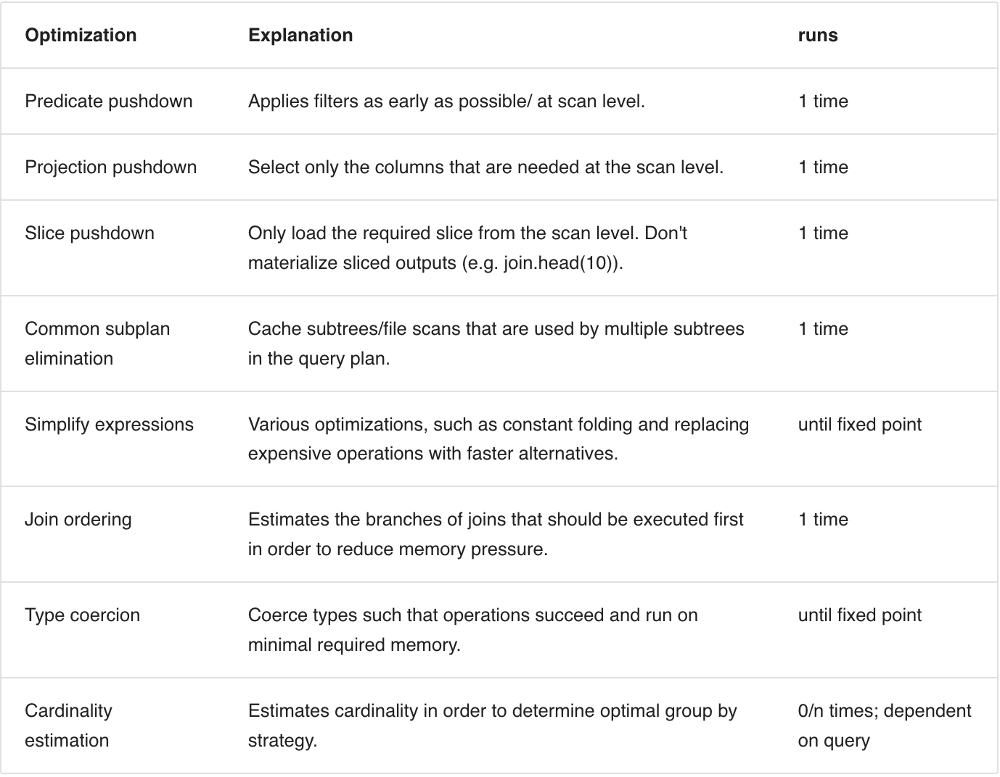 Optimization Explanation runs
Predicate pushdown Applies filters as early as possible/ at scan level. 1 time
Projection pushdown Select only the columns that are needed at the scan level. 1 time
Slice pushdown Only load the required slice from the scan level. Don't 1 time
materialize sliced outputs (e.g. join.head(10)).
Common subplan Cache subtrees/file scans that are used by multiple subtrees 1 time
elimination in the query plan.
Simplify expressions Various optimizations, such as constant folding and replacing until fixed point
expensive operations with faster alternatives.
Join ordering Estimates the branches of joins that should be executed first 1 time
in order to reduce memory pressure.
Type coercion Coerce types such that operations succeed and run on until fixed point
minimal required memory.
Cardinality Estimates cardinality in order to determine optimal group by 0/n times; dependent
estimation strategy. on query